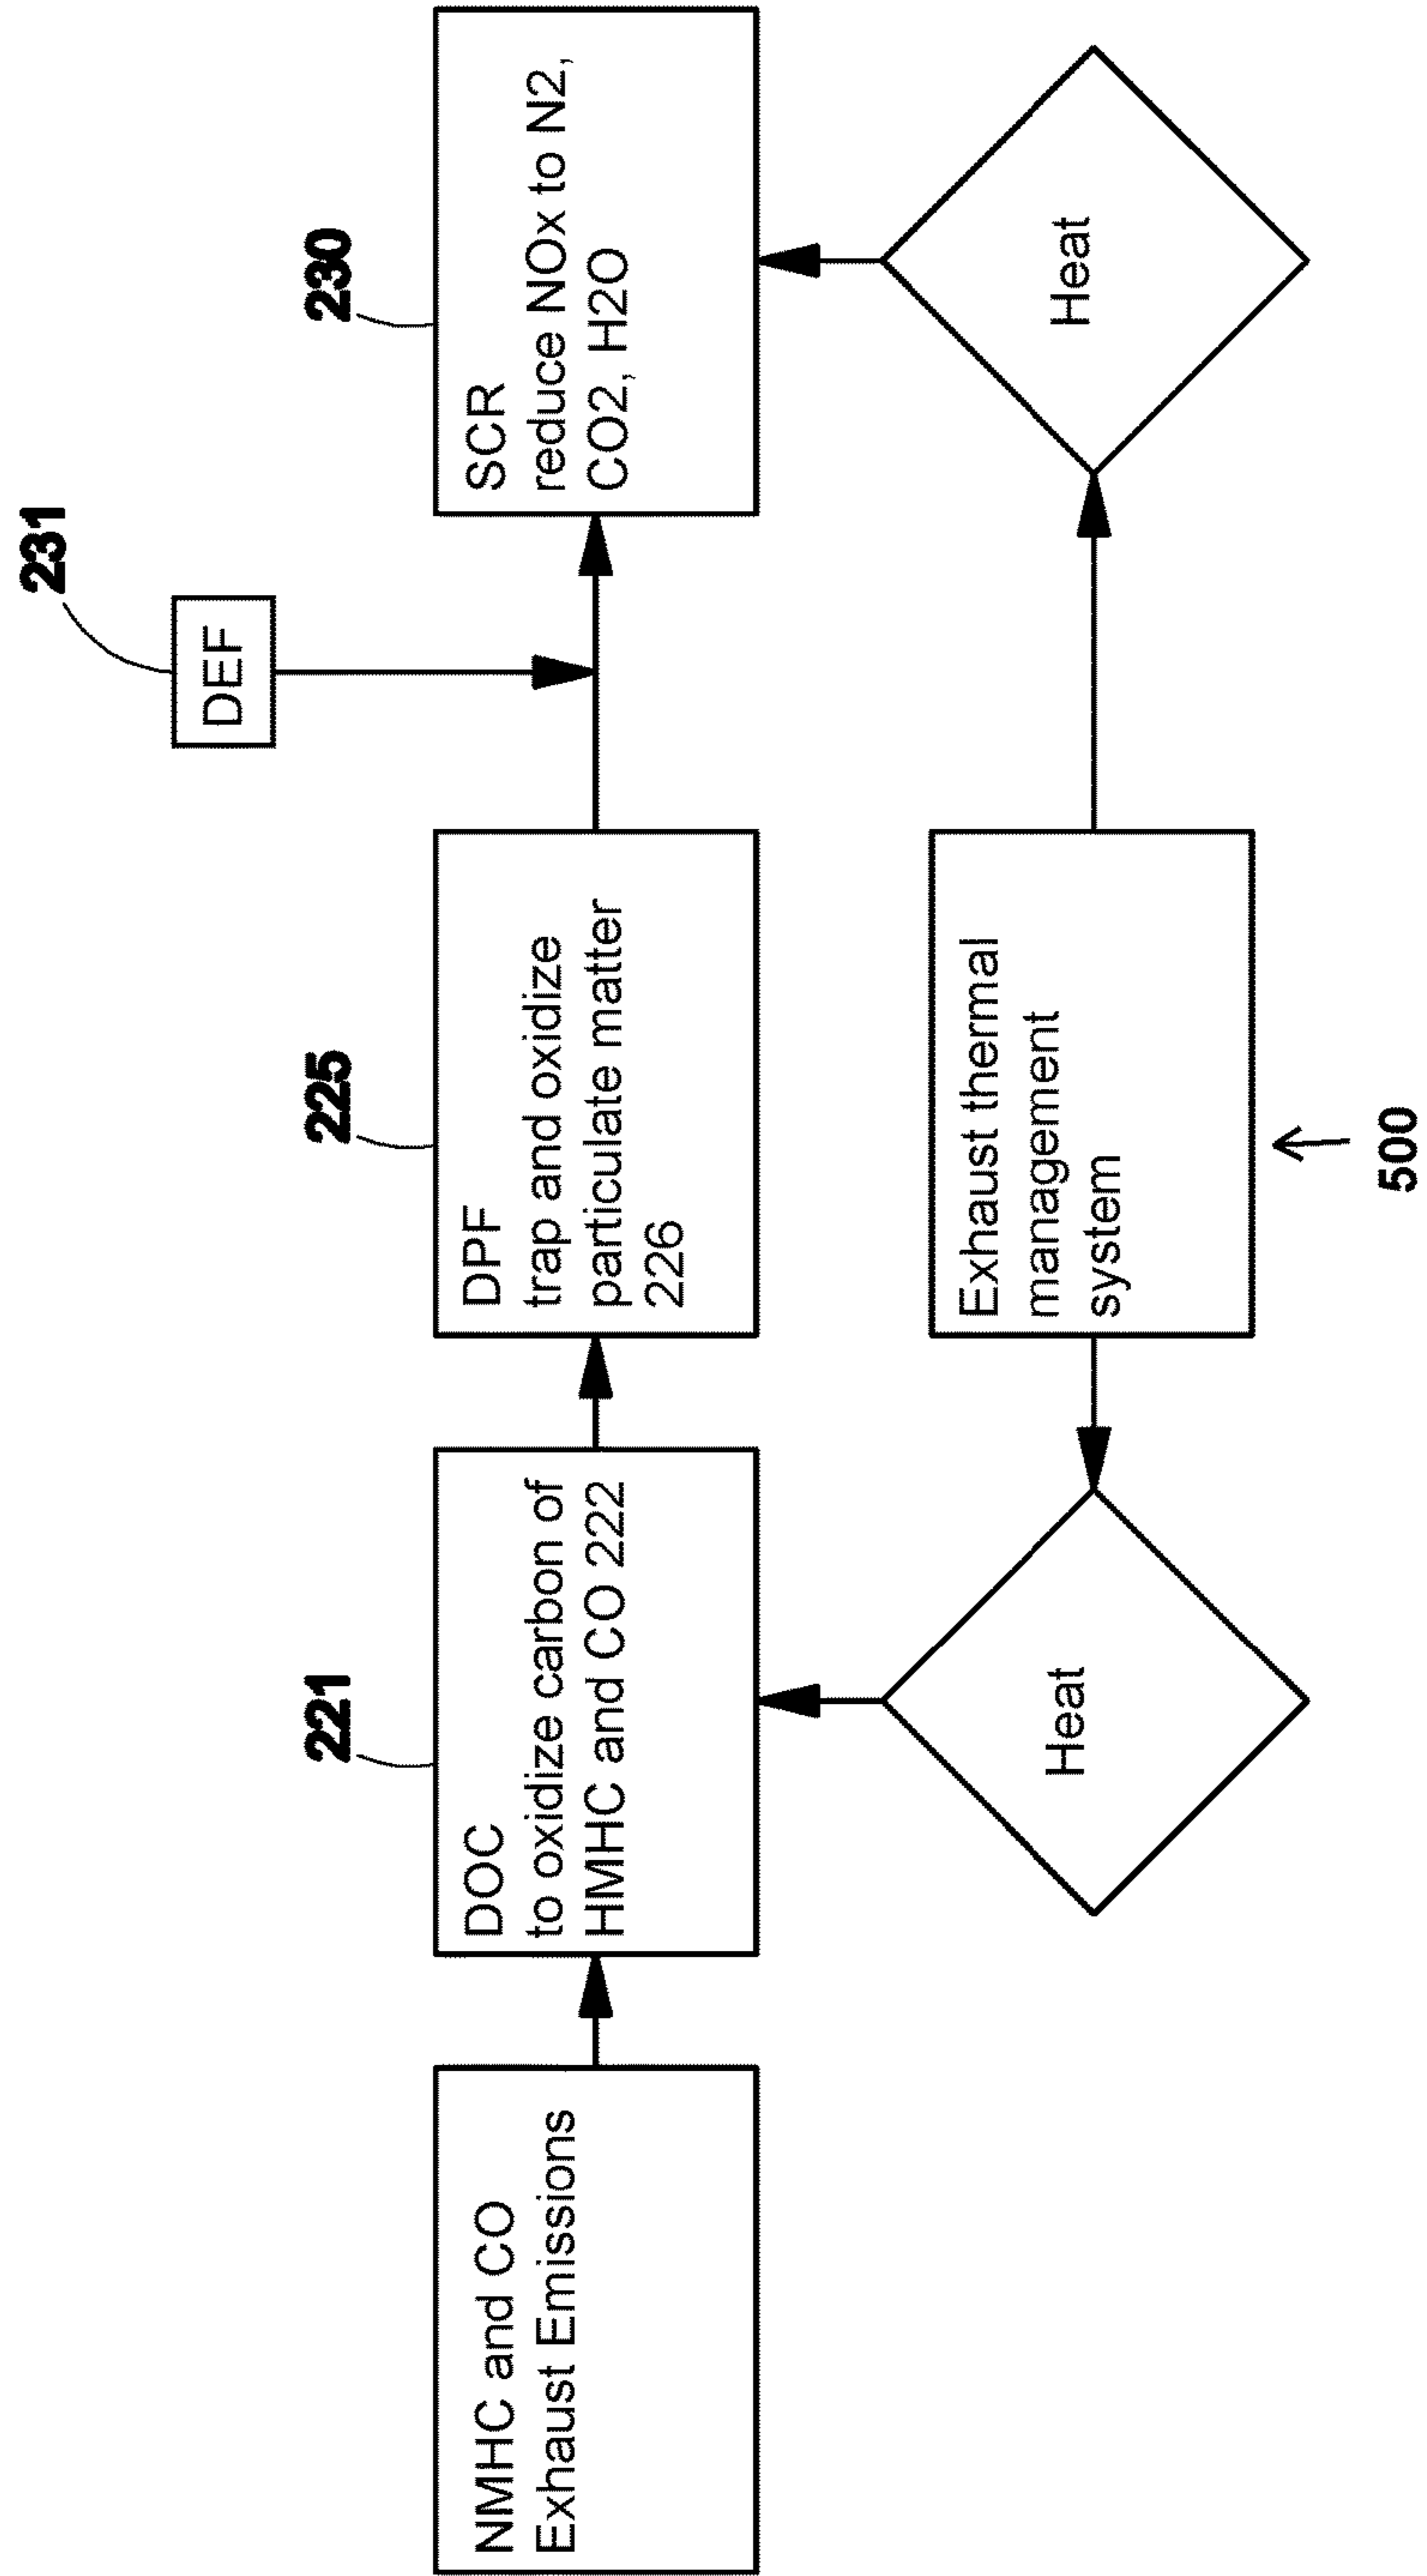 231
DEF
221
225
230
NMHC and CO
Exhaust Emissions
DOC
to oxidize carbon of
HMHC and CO 222
DPF
trap and oxidize
particulate matter
226
SCR
reduce NOx to N2,
CO2, H2O
Heat
Exhaust thermal
management
system
Heat
500